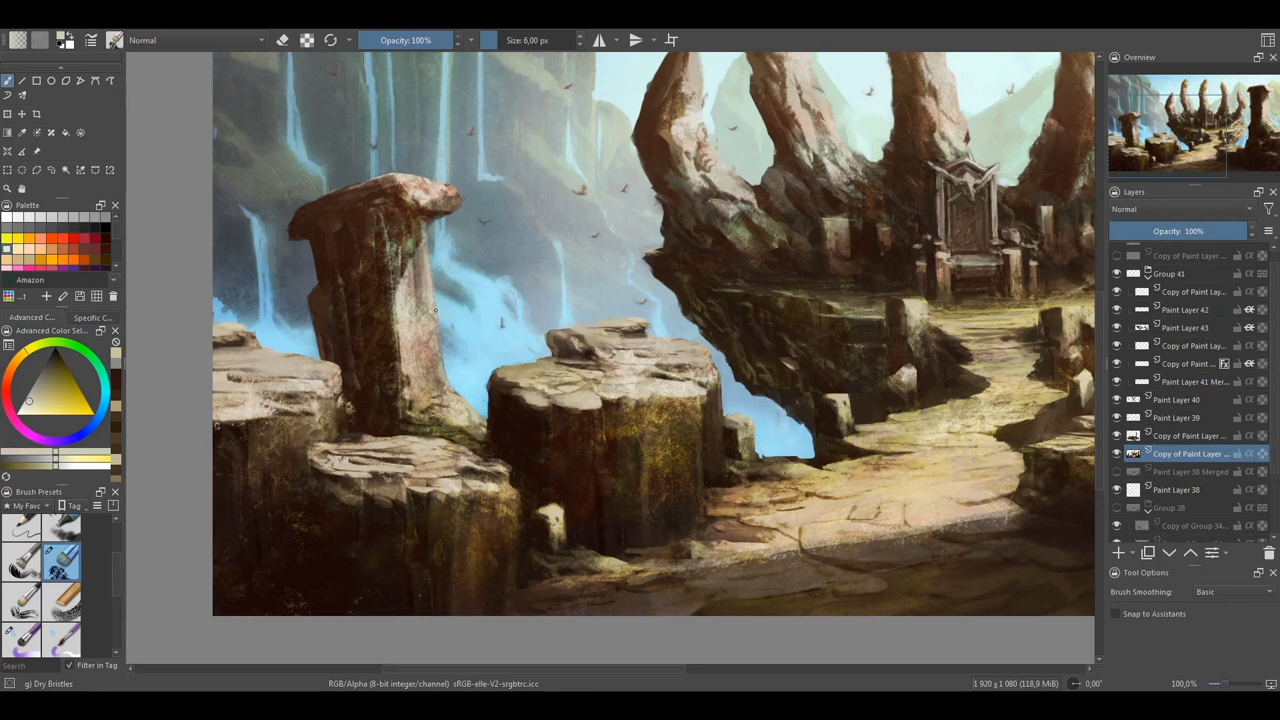 Normal
Opacity: 100%
Size: 6,00 px
Overview
Layers
Normal
Opacity: 100%
Copy of Paint Layer ...
Group 41
Copy of Paint Lay...
Paint Layer 42
Paint Layer 43
Copy of Paint Lay...
Copy of Paint ...
Paint Layer 41 Mer...
Paint Layer 40
Paint Layer 39
Copy of Paint Layer ...
Copy of Paint Layer ...
Paint Layer 38 Merged
Paint Layer 38
Group 28
Copy of Group 34...
Tool Options
Brush Smoothing:
Basic
Snap to Assistants
Palette
Amazon
...t
Advanced C...
Specific C...
Advanced Color Sel...
Brush Presets
My Favc
Tag
Search
Filter in Tag
g) Dry Bristles
RGB/Alpha (8-bit integer/channel) sRGB-elle-V2-srgbtrc.icc
1 920 x 1 080 (118,9 MiB)
0,00°
100,0%